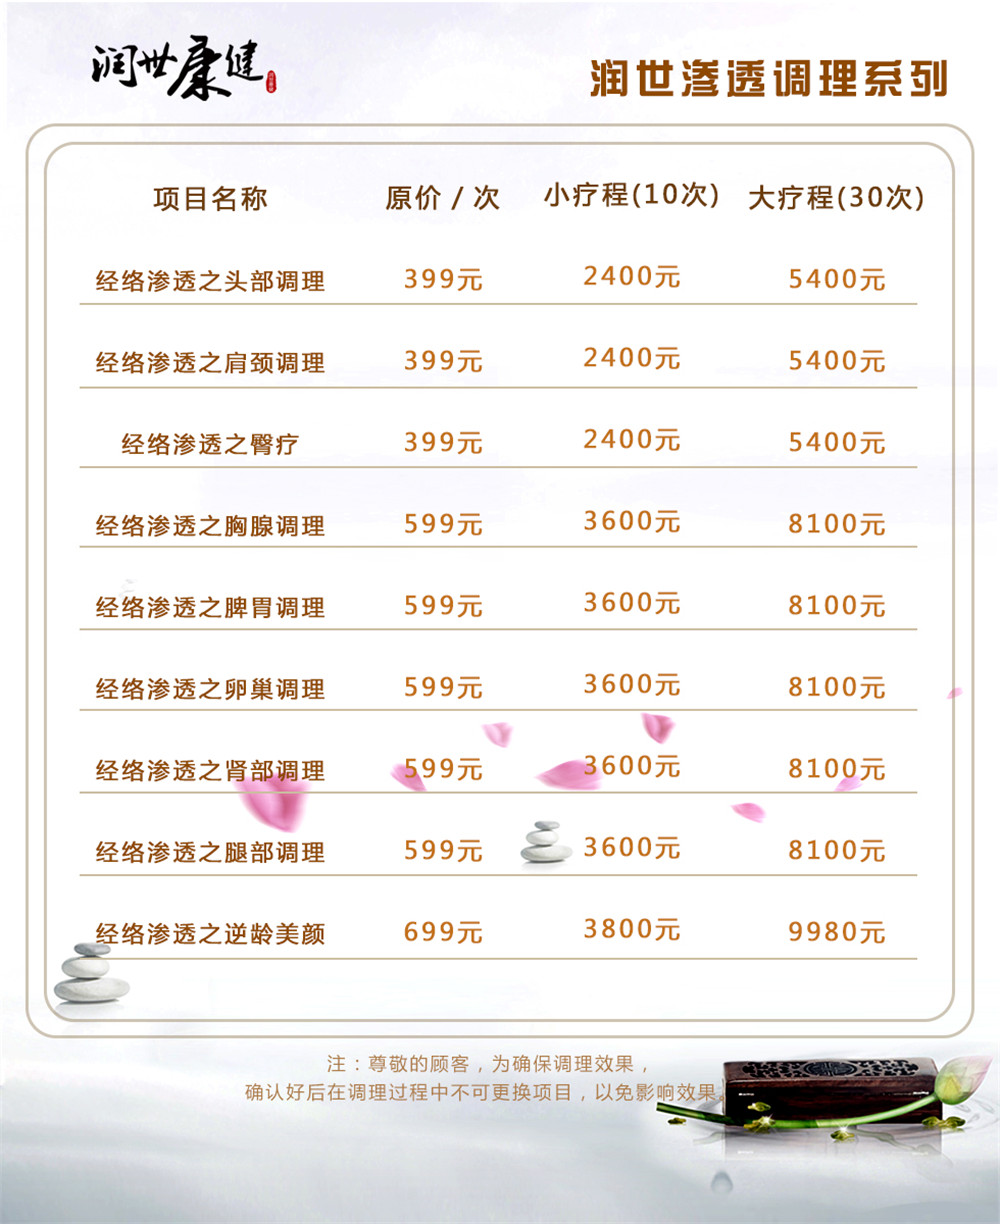 润世康健
润世渗透调理系列
项目名称 原价 / 次 小疗程(10次) 大疗程(30次)
经络渗透之头部调理 399元 2400元 5400元
经络渗透之肩颈调理 399元 2400元 5400元
经络渗透之臀疗 399元 2400元 5400元
经络渗透之胸腺调理 599元 3600元 8100元
经络渗透之脾胃调理 599元 3600元 8100元
经络渗透之卵巢调理 599元 3600元 8100元
经络渗透之肾部调理 599元 3600元 8100元
经络渗透之腿部调理 599元 3600元 8100元
经络渗透之逆龄美颜 699元 3800元 9980元
注：尊敬的顾客，为确保调理效果，
确认好后在调理过程中不可更换项目，以免影响效果。